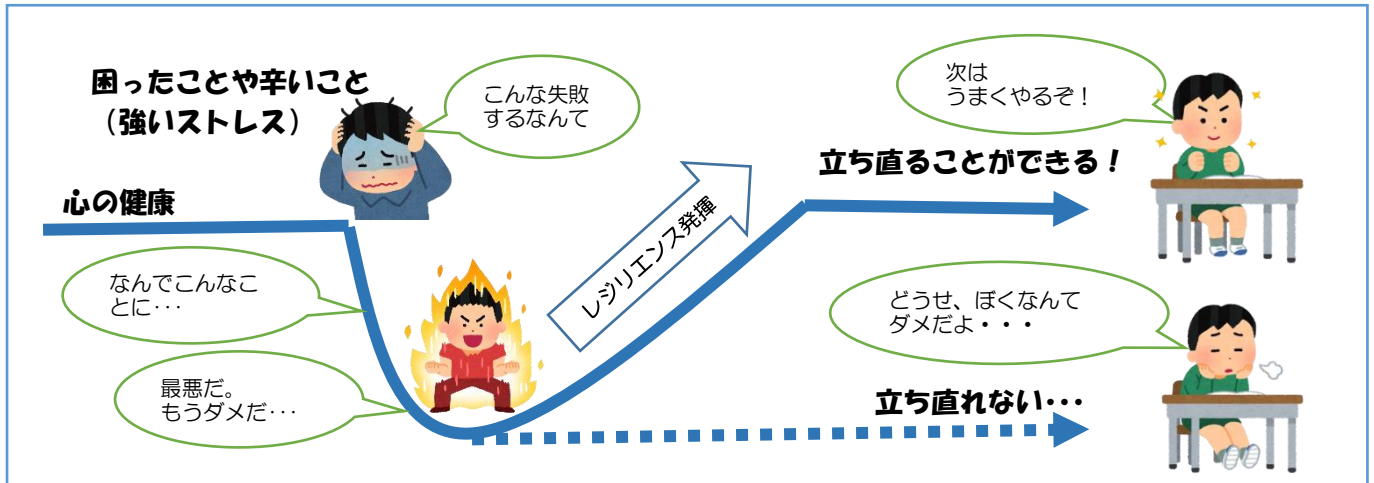 困ったことや辛いこと
（強いストレス）
こんな失敗
するなんて
心の健康
なんでこんなこ
とに･･･
最悪だ。
もうダメだ･･･
レジリエンス発揮
次は
うまくやるぞ！
立ち直ることができる！
どうせ、ぼくなんて
ダメだよ・・・
立ち直れない･･･